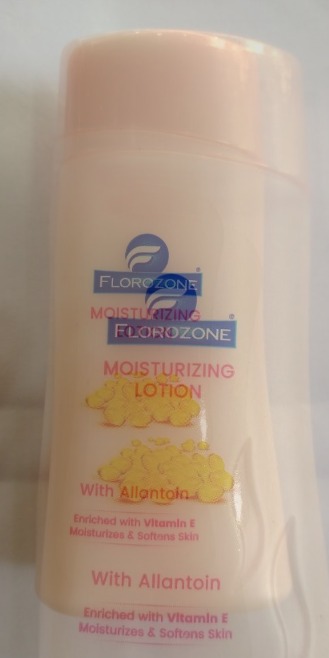 FLOROZONE
MOISTURIZING
LOTION
With Allantoin
Enriched with Vitamin E
Moisturizes & Softens Skin
FLOROZONE
MOISTURIZING
LOTION
With Allantoin
Enriched with Vitamin E
Moisturizes & Softens Skin